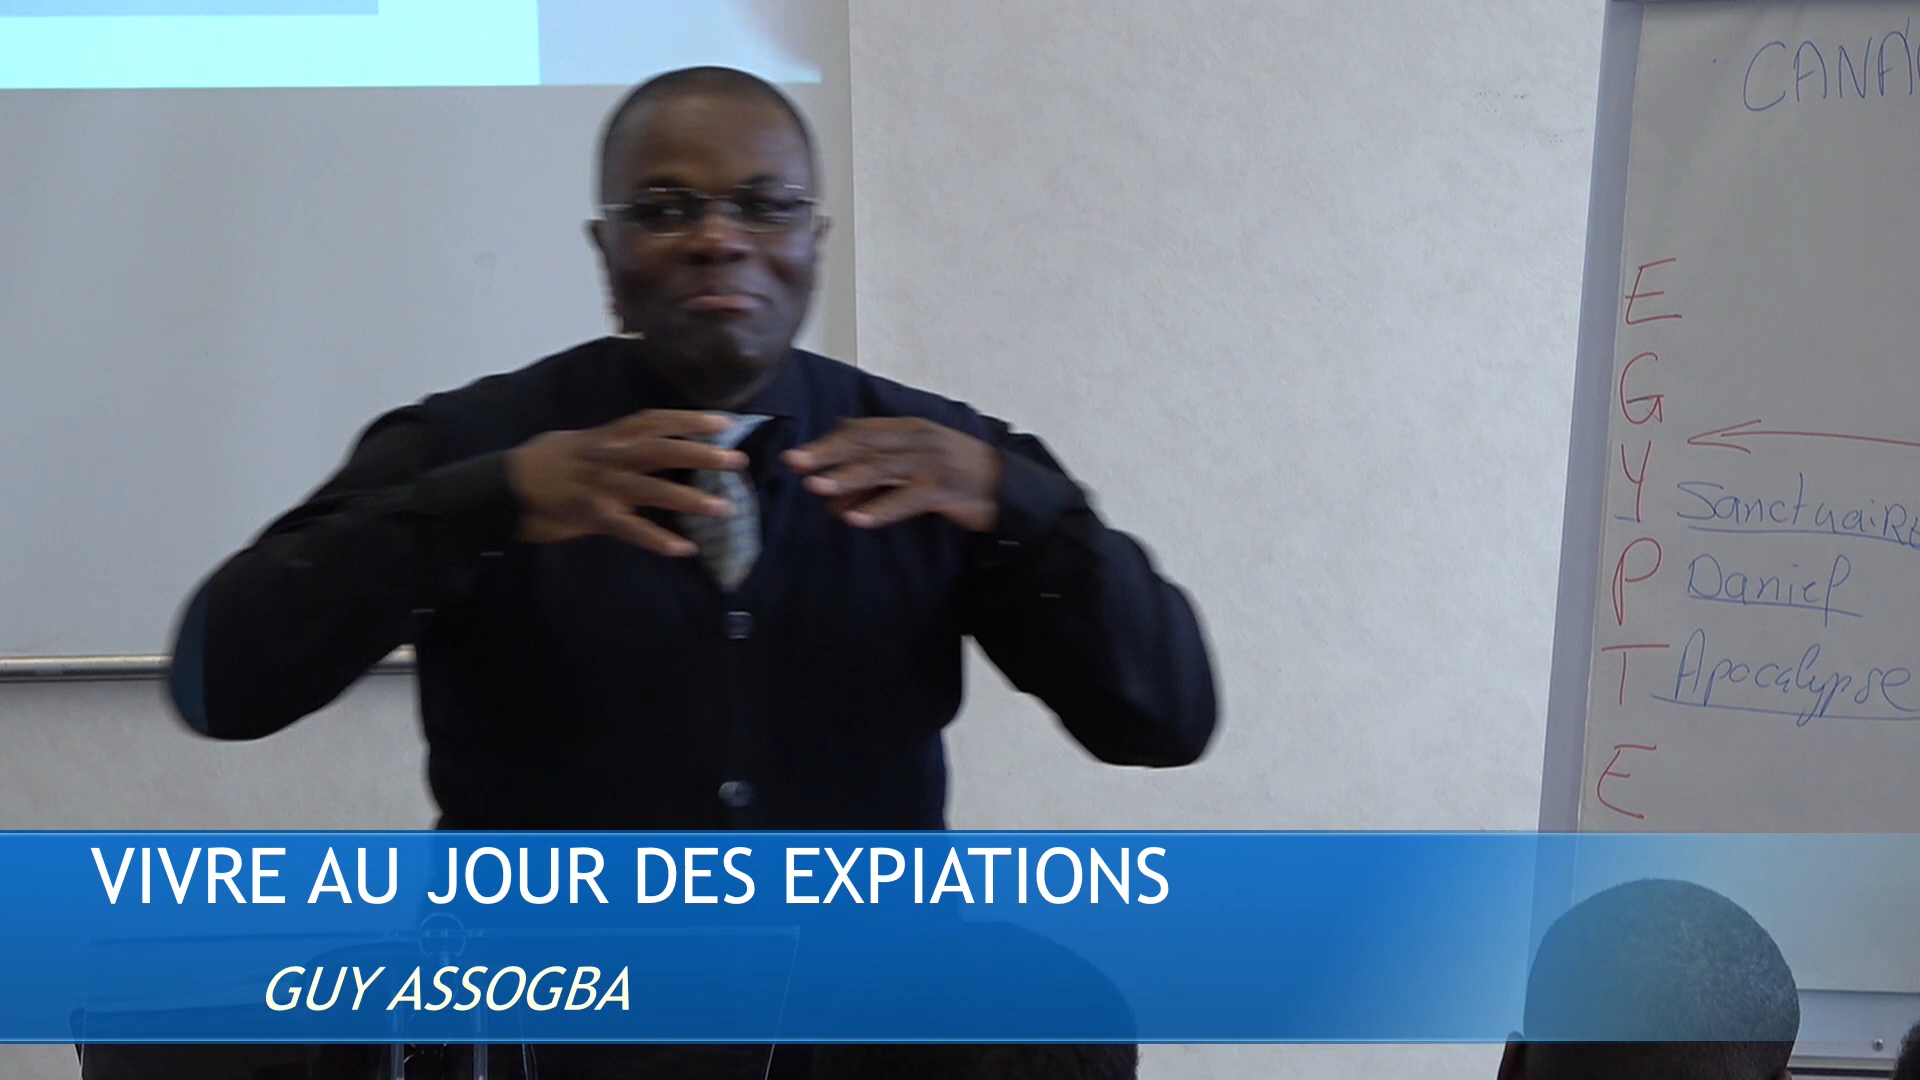 CANA
E
G
Y
P
T
E
Sanctuaire
Daniel
Apocalypse
VIVRE AU JOUR DES EXPIATIONS
GUY ASSOGBA